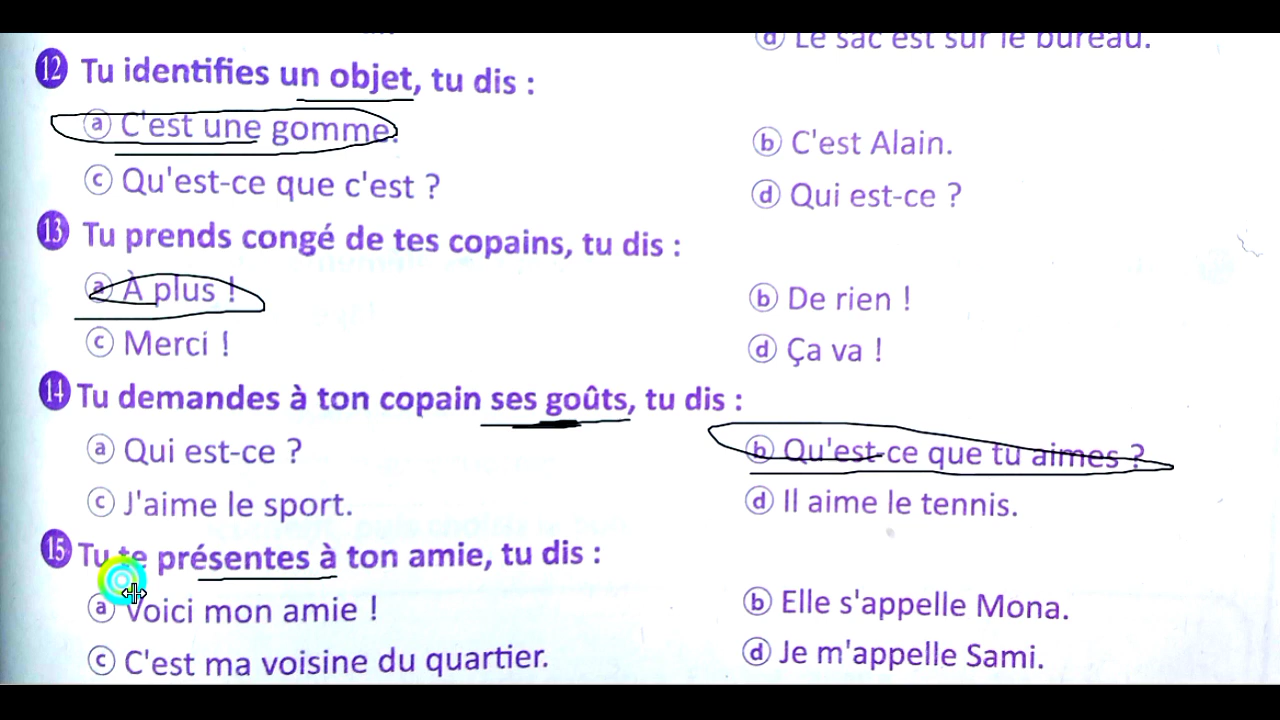 ⓓ Le sac est sur le bureau.
12 Tu identifies un objet, tu dis :
ⓐ C'est une gomme.
ⓑ C'est Alain.
ⓒ Qu'est-ce que c'est ?
ⓓ Qui est-ce ?
13 Tu prends congé de tes copains, tu dis :
ⓐ À plus !
ⓑ De rien !
ⓒ Merci !
ⓓ Ça va !
14 Tu demandes à ton copain ses goûts, tu dis :
ⓐ Qui est-ce ?
ⓑ Qu'est-ce que tu aimes ?
ⓒ J'aime le sport.
ⓓ Il aime le tennis.
15 Tu te présentes à ton amie, tu dis :
ⓐ Voici mon amie !
ⓑ Elle s'appelle Mona.
ⓒ C'est ma voisine du quartier.
ⓓ Je m'appelle Sami.